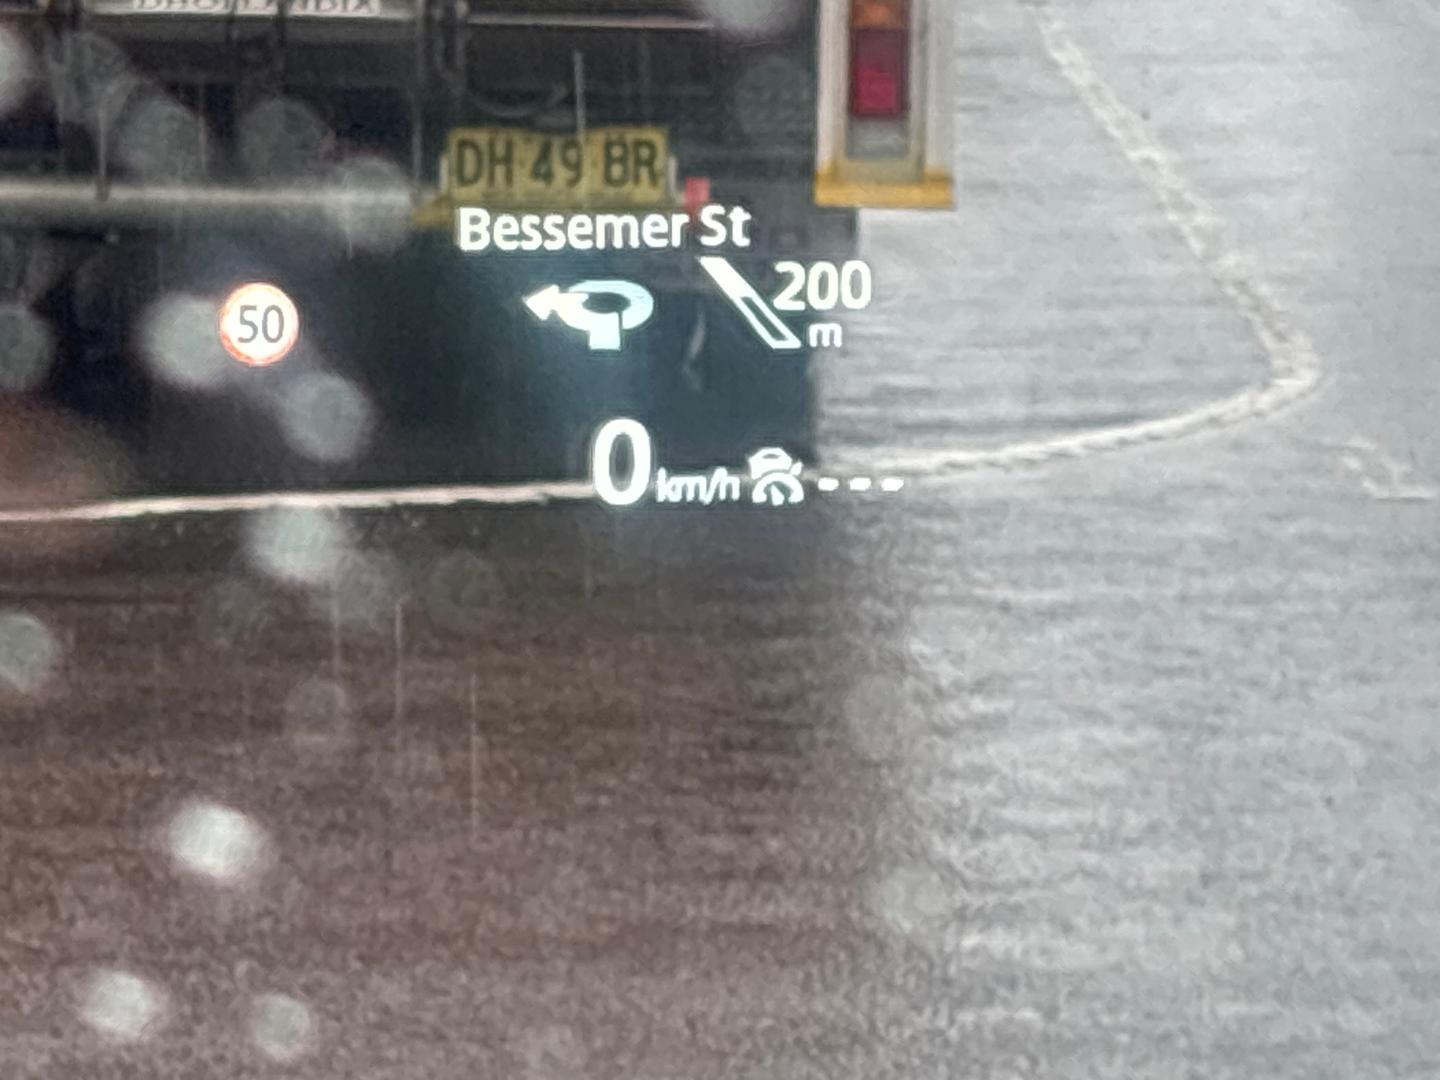 DH 49 BR
Bessemer St
50
200
m
0 km/h ---